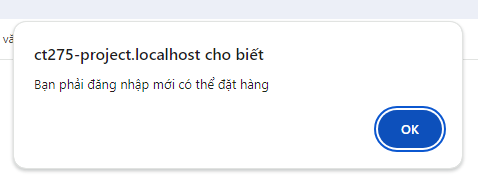 ct275-project.localhost cho biết
Bạn phải đăng nhập mới có thể đặt hàng
OK